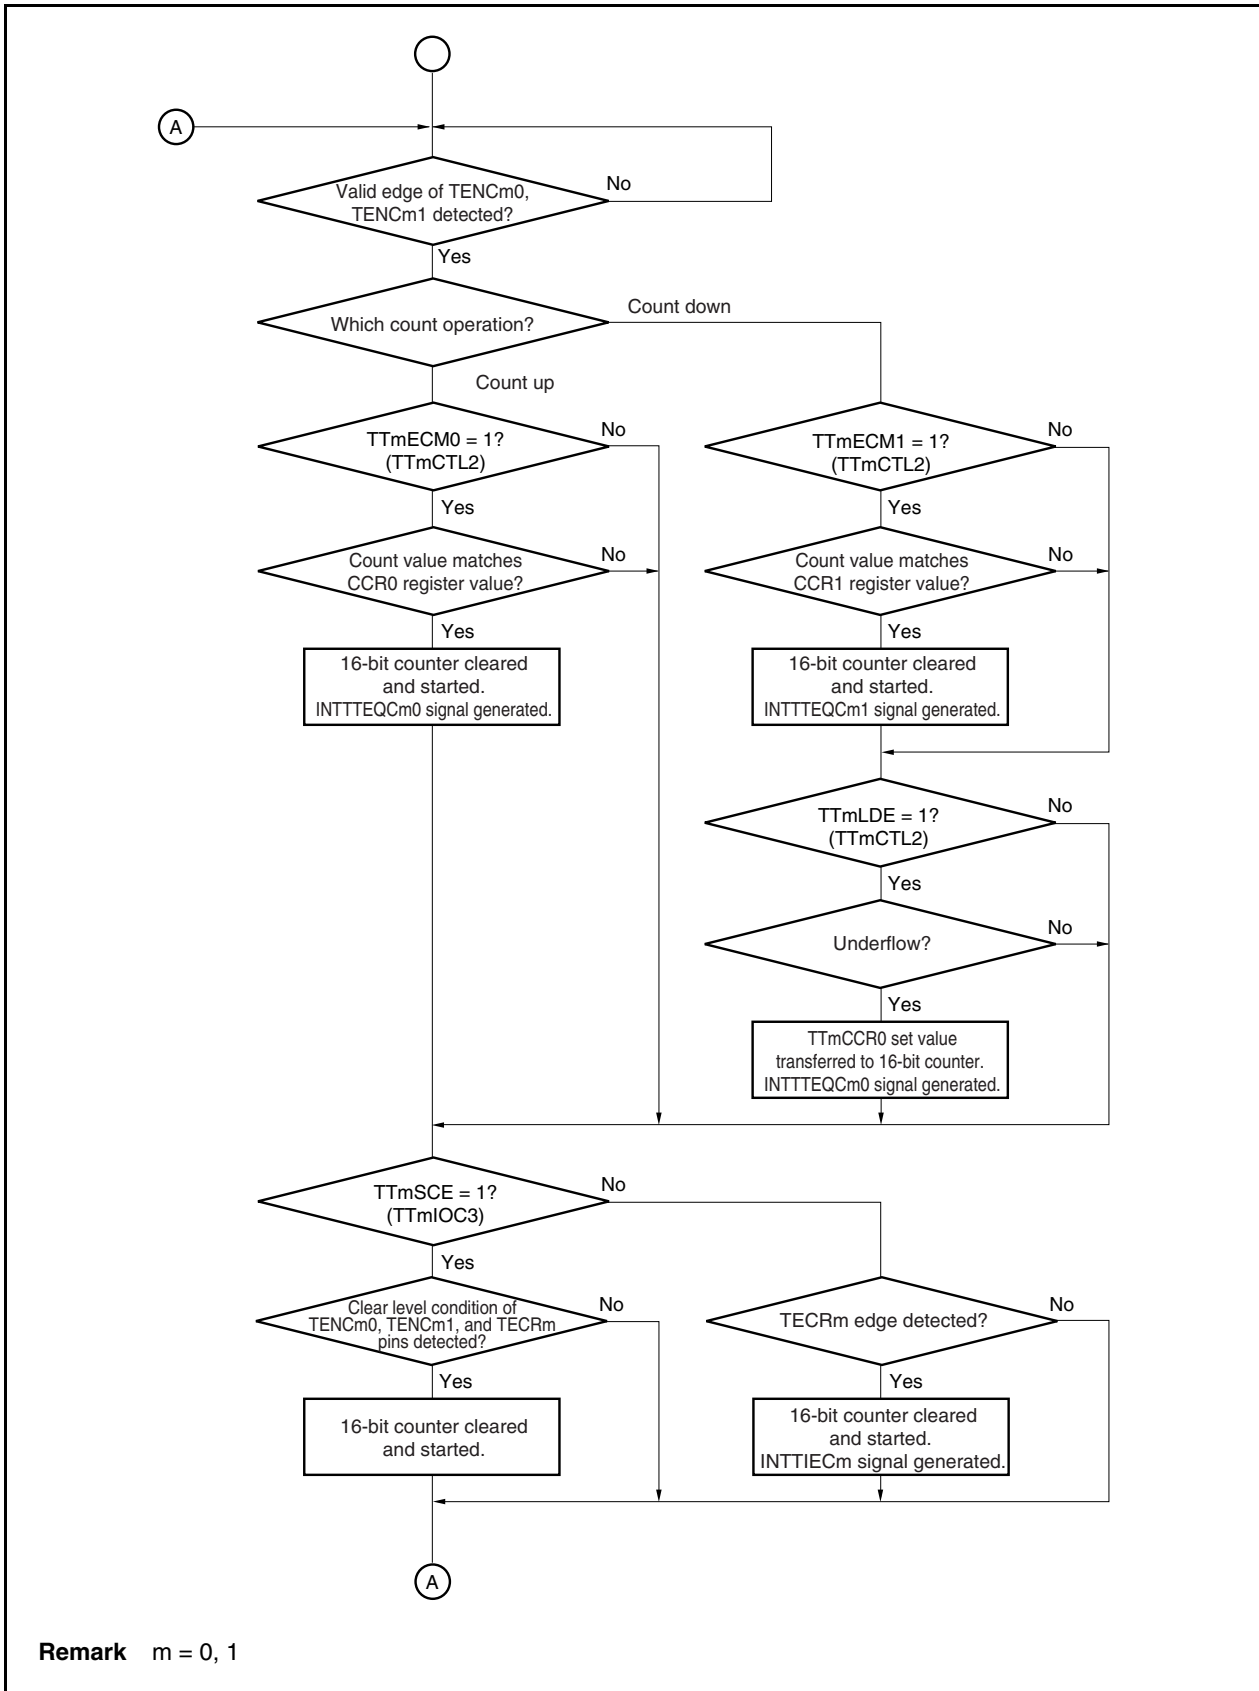 A
Valid edge of TENCm0,
TENCm1 detected?
No
Yes
Which count operation?
Count down
Count up
TTmECM0 = 1?
(TTmCTL2)
No
Yes
TTmECM1 = 1?
(TTmCTL2)
No
Yes
Count value matches
CCR0 register value?
No
Yes
Count value matches
CCR1 register value?
No
Yes
16-bit counter cleared
and started.
INTTTEQCm0 signal generated.
16-bit counter cleared
and started.
INTTTEQCm1 signal generated.
TTmLDE = 1?
(TTmCTL2)
No
Yes
Underflow?
No
Yes
TTmCCR0 set value
transferred to 16-bit counter.
INTTTEQCm0 signal generated.
TTmSCE = 1?
(TTmIOC3)
No
Yes
Clear level condition of
TENCm0, TENCm1, and TECRm
pins detected?
No
Yes
TECRm edge detected?
No
Yes
16-bit counter cleared
and started.
16-bit counter cleared
and started.
INTTIECm signal generated.
A
Remark m = 0, 1